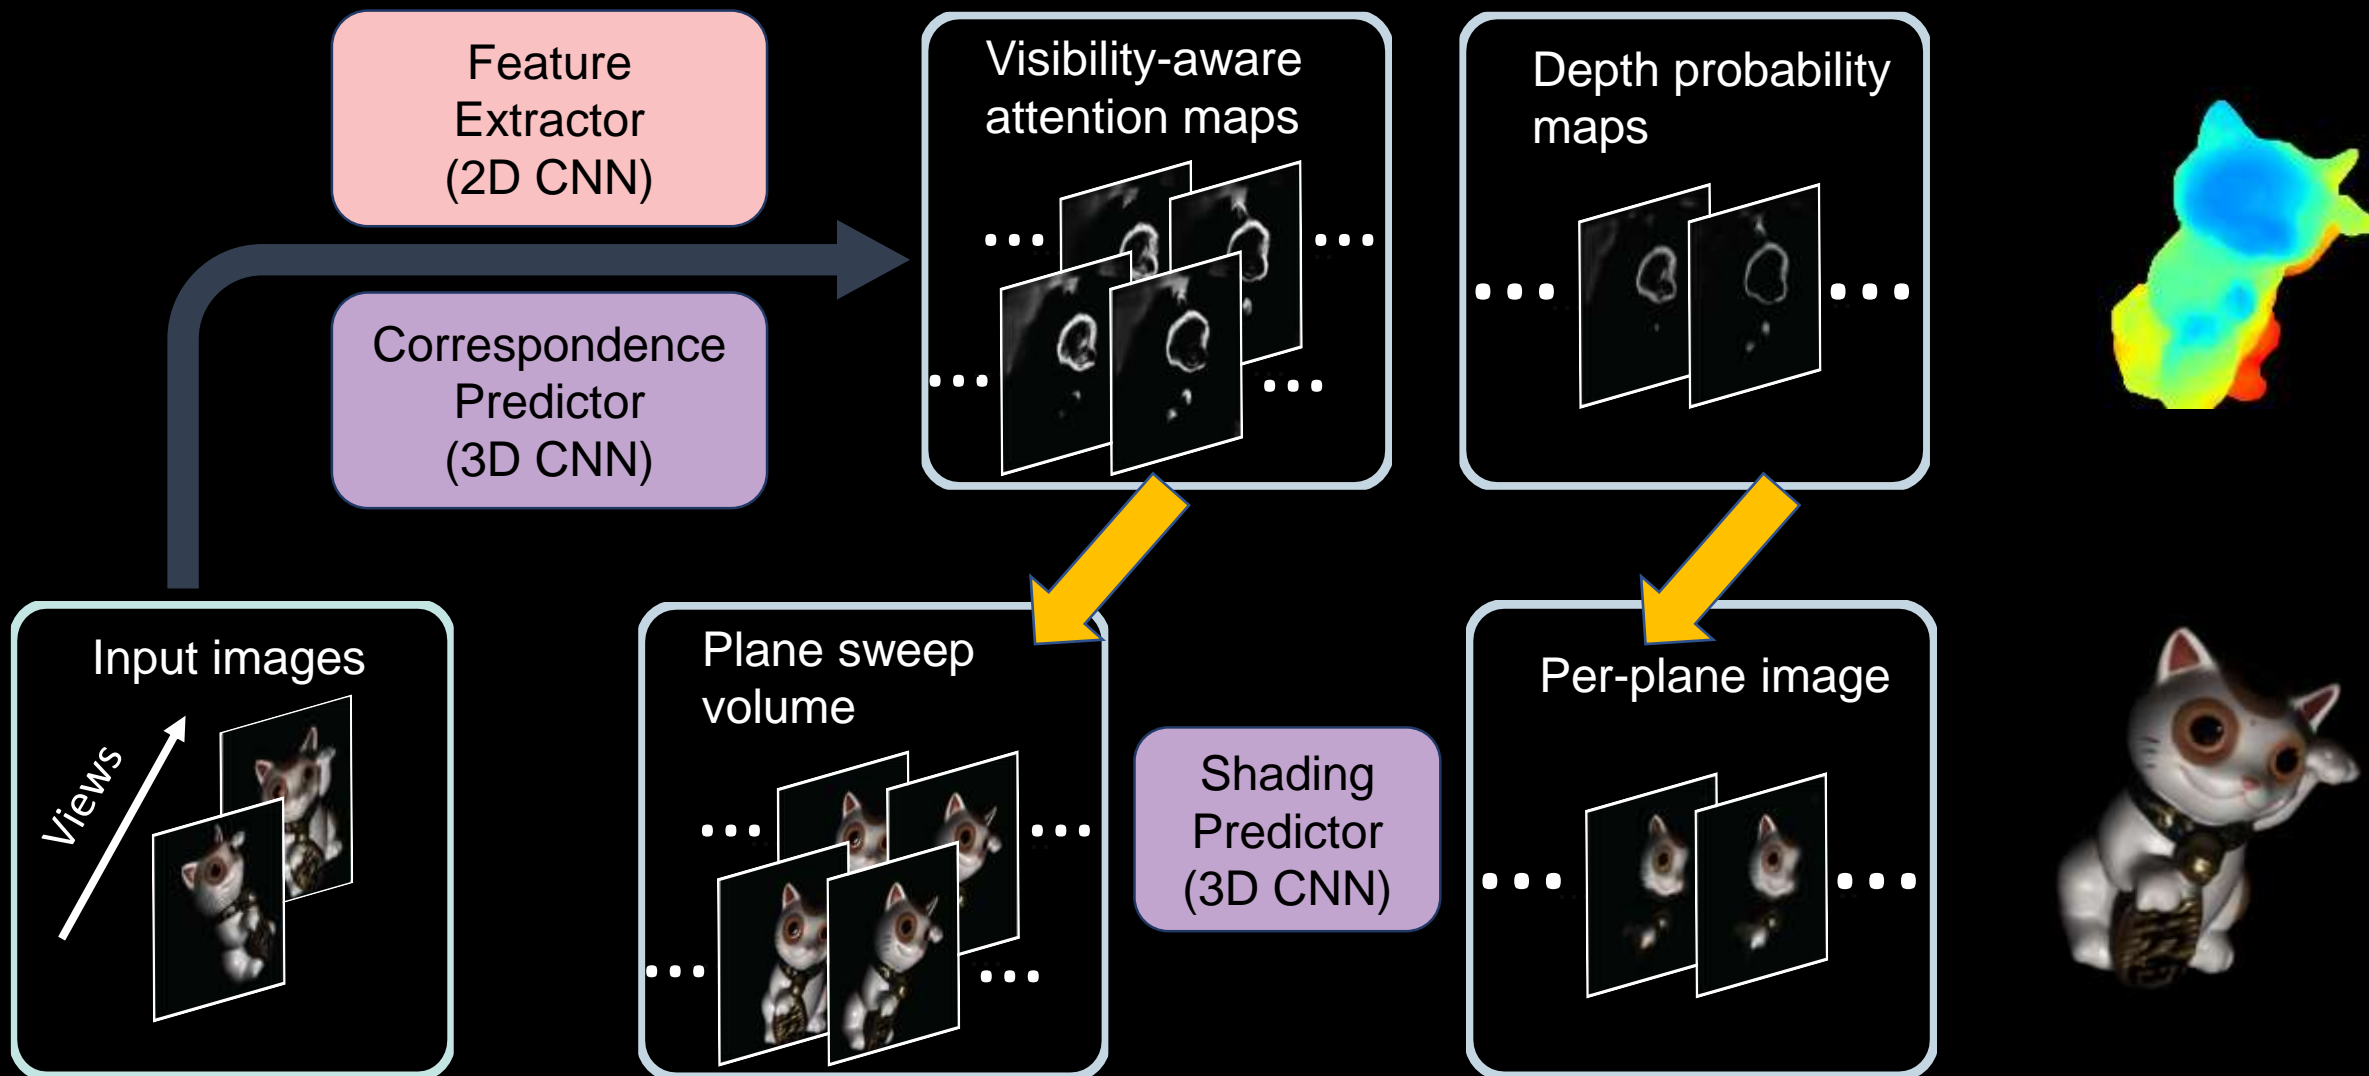 Feature
Extractor
(2D CNN)
Correspondence
Predictor
(3D CNN)
Visibility-aware
attention maps
Depth probability
maps
Input images
Views
Plane sweep
volume
Shading
Predictor
(3D CNN)
Per-plane image